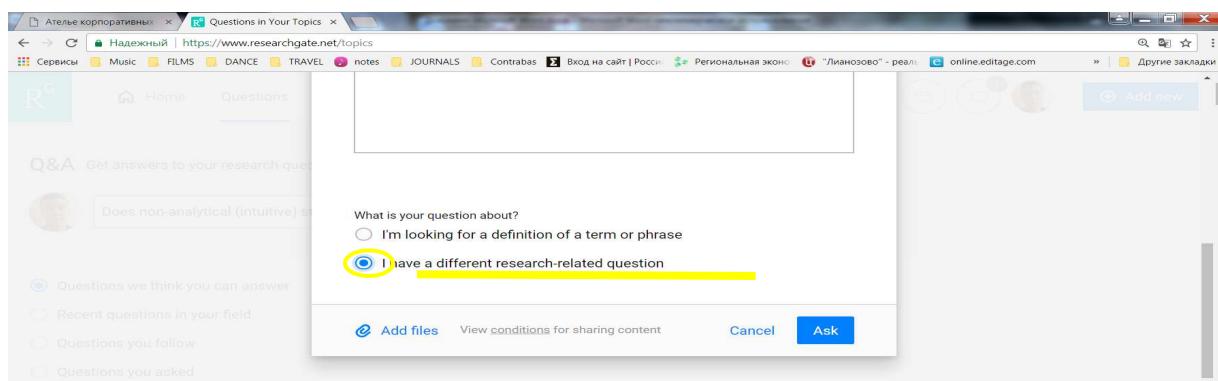 Ателье корпоративных
Questions in Your Topics
Надежный | https://www.researchgate.net/topics
Сервисы Music FILMS DANCE TRAVEL notes JOURNALS Contrabas Вход на сайт | Росси Региональная эконо "Лианозово" - реал online.editage.com » Другие закладки
RG Home Questions Add new
Q&A Get answers to your research ques
Does non-analytical (intuitive) s
What is your question about?
I'm looking for a definition of a term or phrase
I have a different research-related question
Questions we think you can answer
Recent questions in your field
Add files View conditions for sharing content Cancel Ask
Questions you follow
Questions you asked